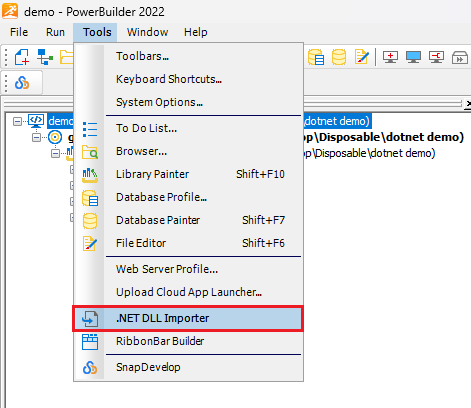 demo - PowerBuilder 2022
File Run Tools Window Help
Toolbars...
Keyboard Shortcuts...
System Options...
demo dotnet demo)
To Do List...
g op\Disposable\dotnet demo)
Browser...
p\Disposable\dotnet demo)
Library Painter Shift+F10
Database Profile...
Database Painter Shift+F7
File Editor Shift+F6
Web Server Profile...
Upload Cloud App Launcher...
.NET DLL Importer
RibbonBar Builder
SnapDevelop